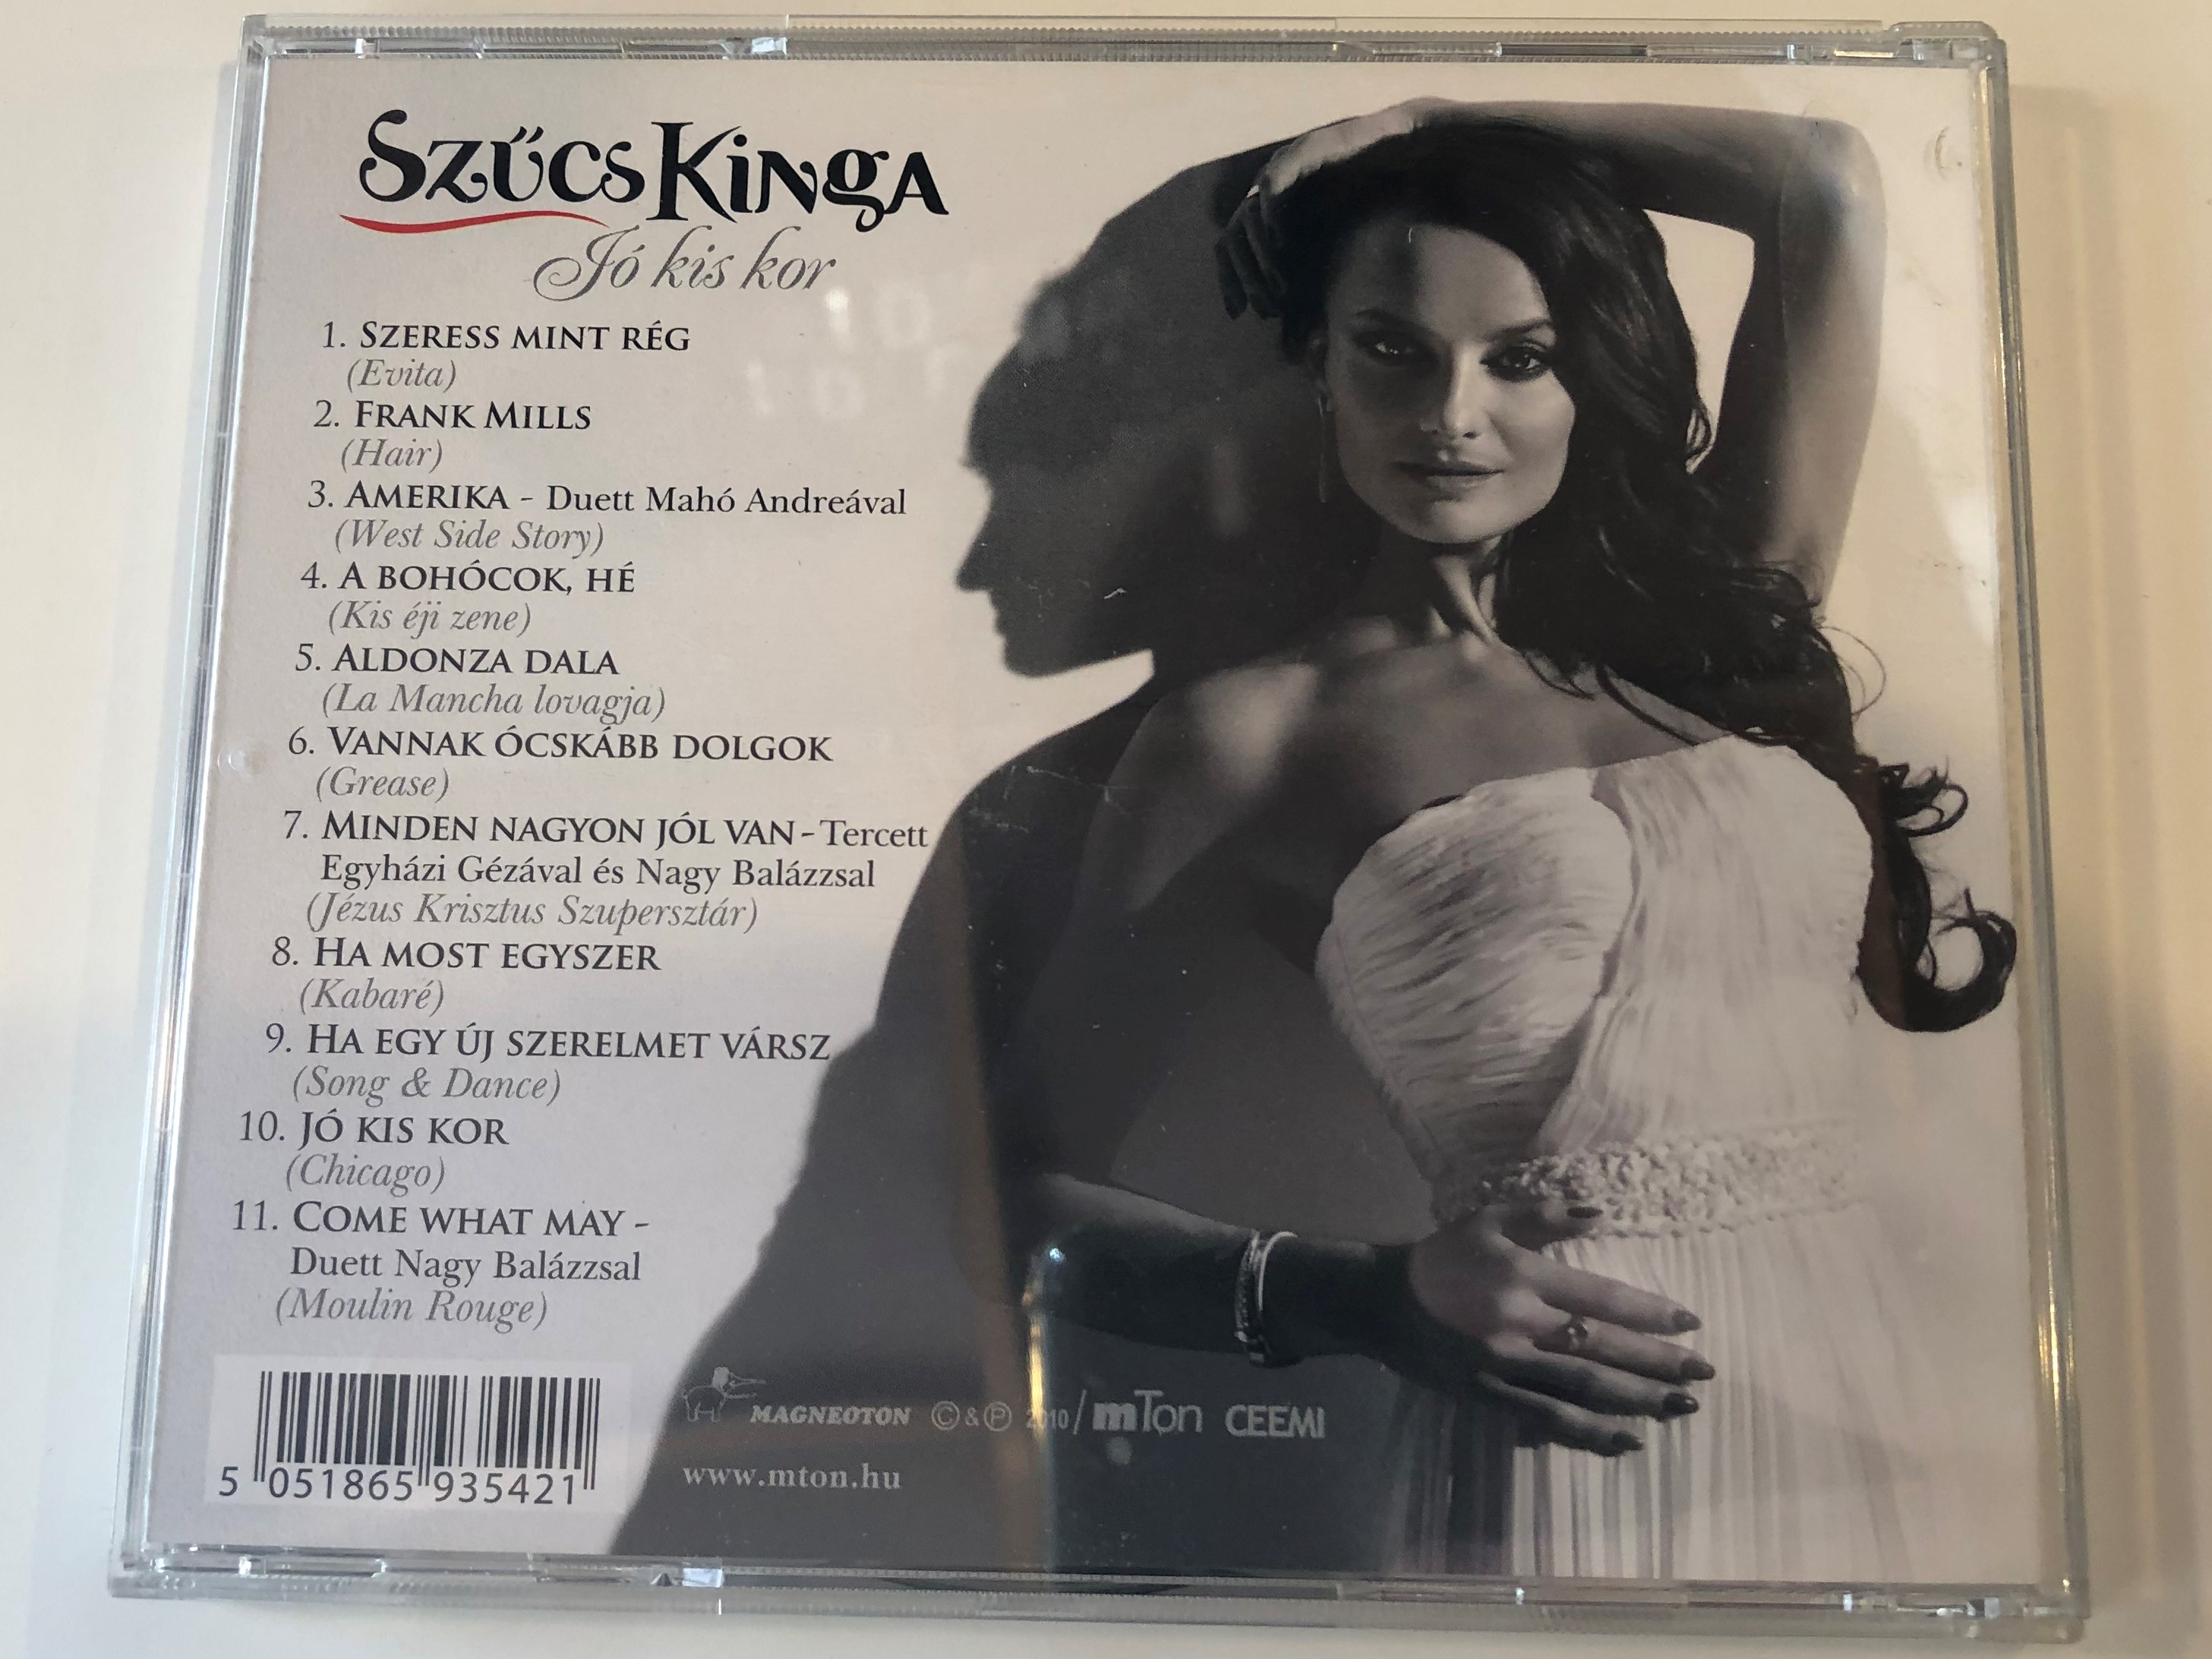 Szűcs Kinga
Jó kis kor
1. SZERESS MINT RÉG
(Evita)
2. FRANK MILLS
(Hair)
3. AMERIKA - Duett Mahó Andreával
(West Side Story)
4. A BOHÓCOK, HÉ
(Kis éji zene)
5. ALDONZA DALA
(La Mancha lovagja)
6. VANNAK ÓCSKÁBB DOLGOK
(Grease)
7. MINDEN NAGYON JÓL VAN - Tercett
Egyházi Gézával és Nagy Balázzsal
(Jézus Krisztus Szupersztár)
8. HA MOST EGYSZER
(Kabaré)
9. HA EGY ÚJ SZERELMET VÁRSZ
(Song & Dance)
10. JÓ KIS KOR
(Chicago)
11. COME WHAT MAY -
Duett Nagy Balázzsal
(Moulin Rouge)
MAGNEOTON © & ℗ 2010 / mTon CEEMI
www.mton.hu
5 051865 935421